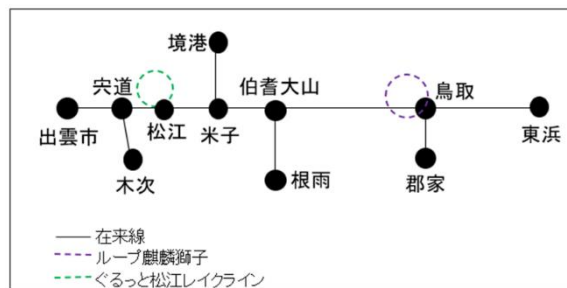 境港
宍道
伯耆大山
鳥取
出雲市
松江
米子
東浜
木次
根雨
郡家
在来線
ループ麒麟獅子
ぐるっと松江レイクライン